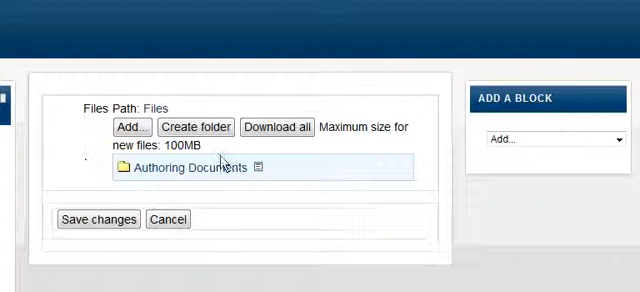 Files Path: Files
Add... Create folder Download all Maximum size for
new files: 100MB
Authoring Documents
Save changes Cancel
ADD A BLOCK
Add...